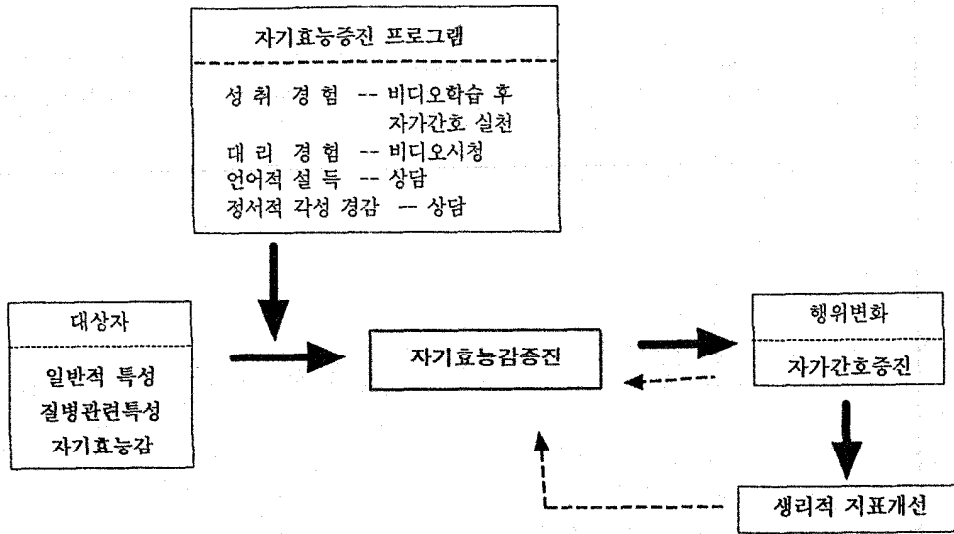 자기효능증진 프로그램
성 취 경 험 -- 비디오학습 후
자가간호 실천
대 리 경 험 -- 비디오시청
언어적 설 득 -- 상담
정서적 각성 경감 -- 상담
대상자
일반적 특성
질병관련특성
자기효능감
자기효능감증진
행위변화
자가간호증진
생리적 지표개선